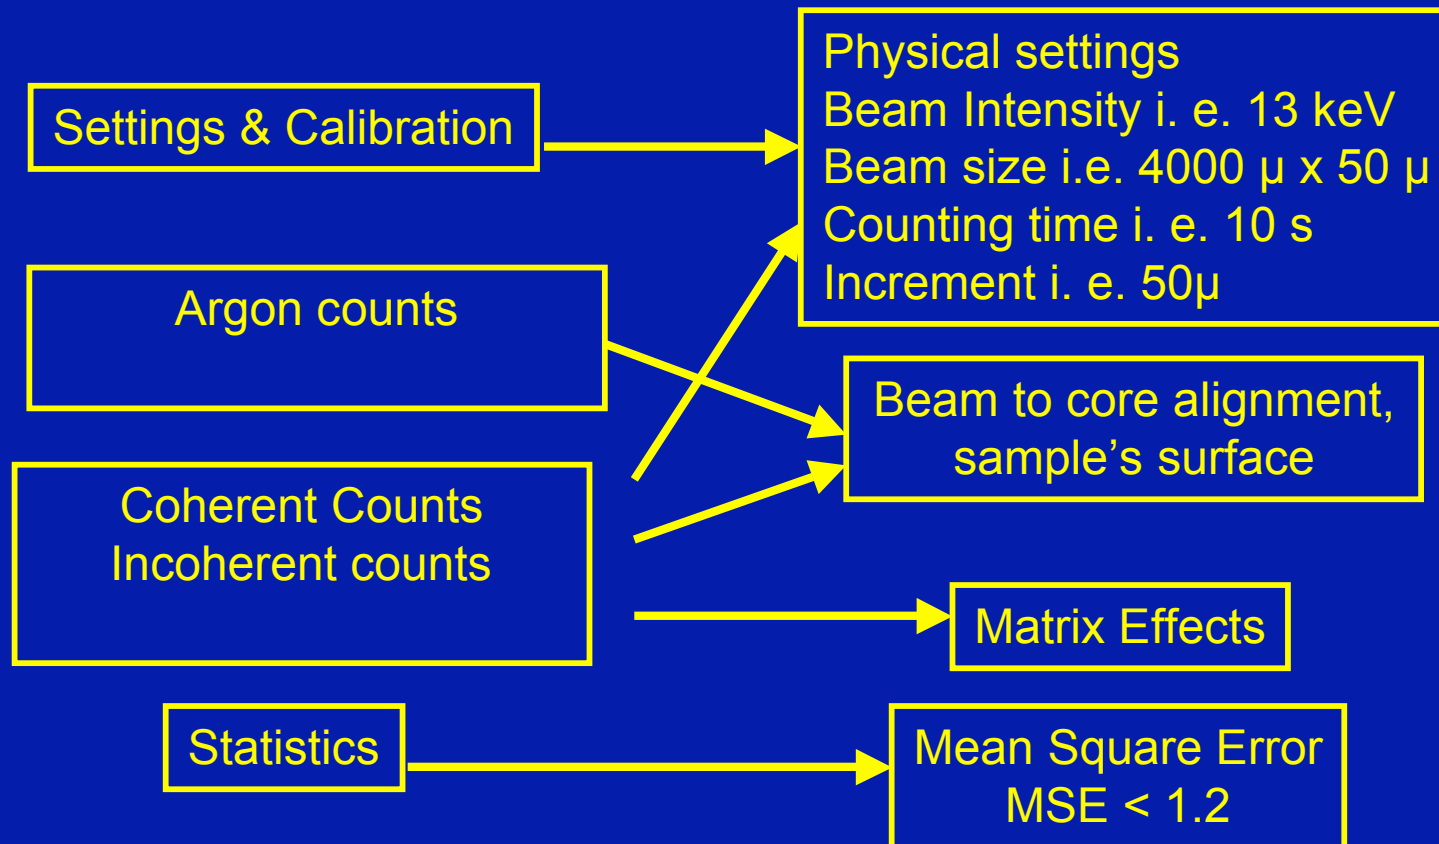 Settings & Calibration
Physical settings
Beam Intensity i. e. 13 keV
Beam size i.e. 4000 µ x 50 µ
Counting time i. e. 10 s
Increment i. e. 50µ
Argon counts
Beam to core alignment,
sample’s surface
Coherent Counts
Incoherent counts
Matrix Effects
Statistics
Mean Square Error
MSE < 1.2